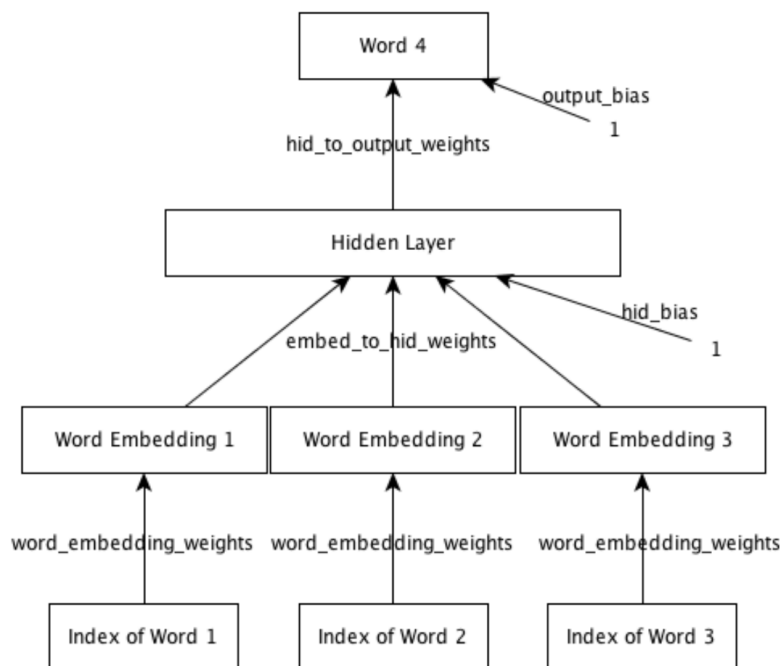 Word 4
output_bias
1
hid_to_output_weights
Hidden Layer
hid_bias
embed_to_hid_weights
1
Word Embedding 1
Word Embedding 2
Word Embedding 3
word_embedding_weights
word_embedding_weights
word_embedding_weights
Index of Word 1
Index of Word 2
Index of Word 3